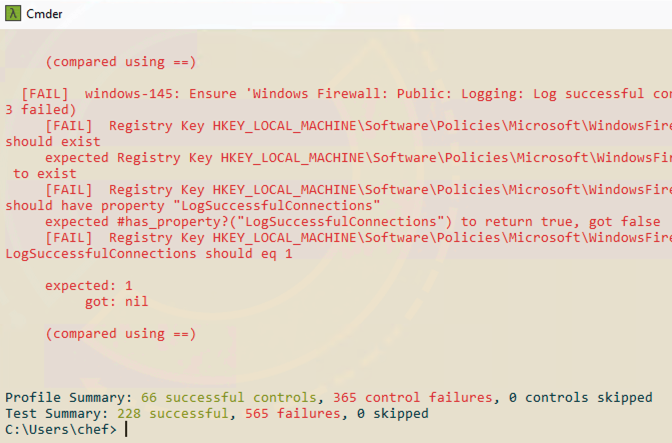 Cmder
(compared using ==)
[FAIL] windows-145: Ensure 'Windows Firewall: Public: Logging: Log successful
3 failed)
[FAIL] Registry Key HKEY_LOCAL_MACHINE\Software\Policies\Microsoft\WindowsFire
should exist
expected Registry Key HKEY_LOCAL_MACHINE\Software\Policies\Microsoft\WindowsF
to exist
[FAIL] Registry Key HKEY_LOCAL_MACHINE\Software\Policies\Microsoft\WindowsFire
should have property "LogSuccessfulConnections"
expected #has_property?("LogSuccessfulConnections") to return true, got false
[FAIL] Registry Key HKEY_LOCAL_MACHINE\Software\Policies\Microsoft\WindowsFire
LogSuccessfulConnections should eq 1
expected: 1
got: nil
(compared using ==)
Profile Summary: 66 successful controls, 365 control failures, 0 controls skipped
Test Summary: 228 successful, 565 failures, 0 skipped
C:\Users\chef>